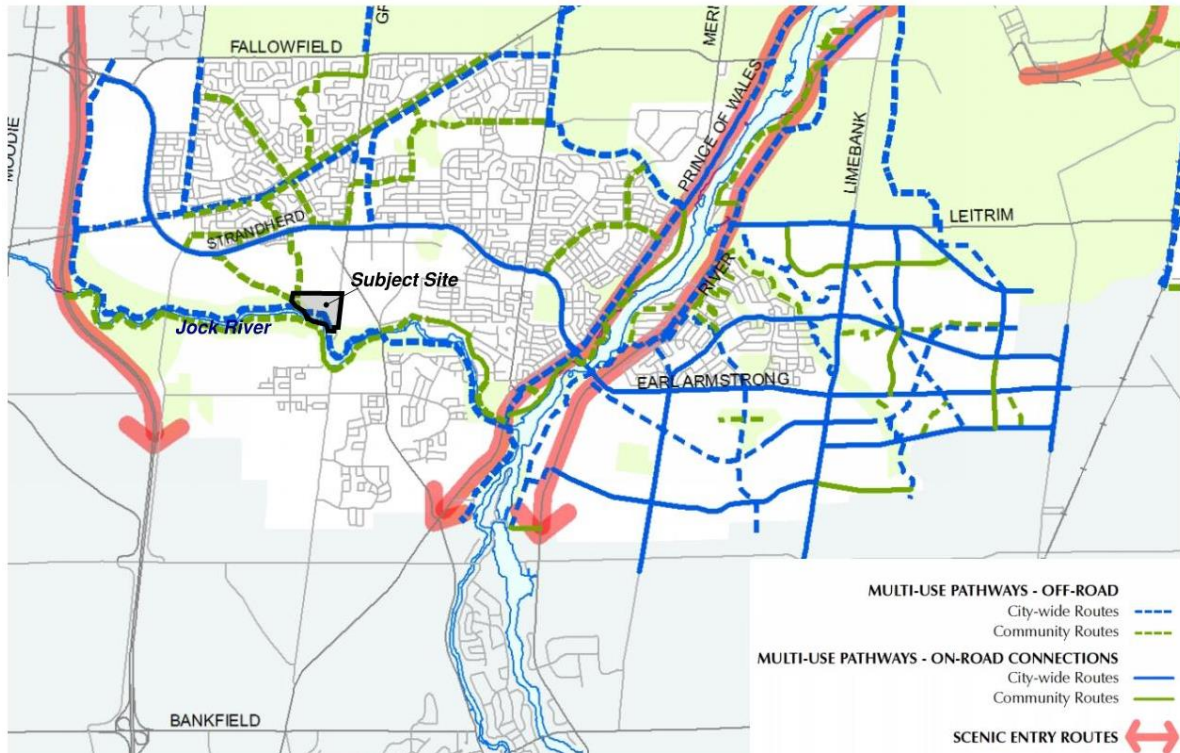 FALLOWFIELD
MOODIE
PRINCE OF WALES
LIMEBANK
LEITRIM
STRANDHERD
Subject Site
RIVER
Jock River
EARL ARMSTRONG
BANKFIELD
MULTI-USE PATHWAYS - OFF-ROAD
City-wide Routes
Community Routes
MULTI-USE PATHWAYS - ON-ROAD CONNECTIONS
City-wide Routes
Community Routes
SCENIC ENTRY ROUTES